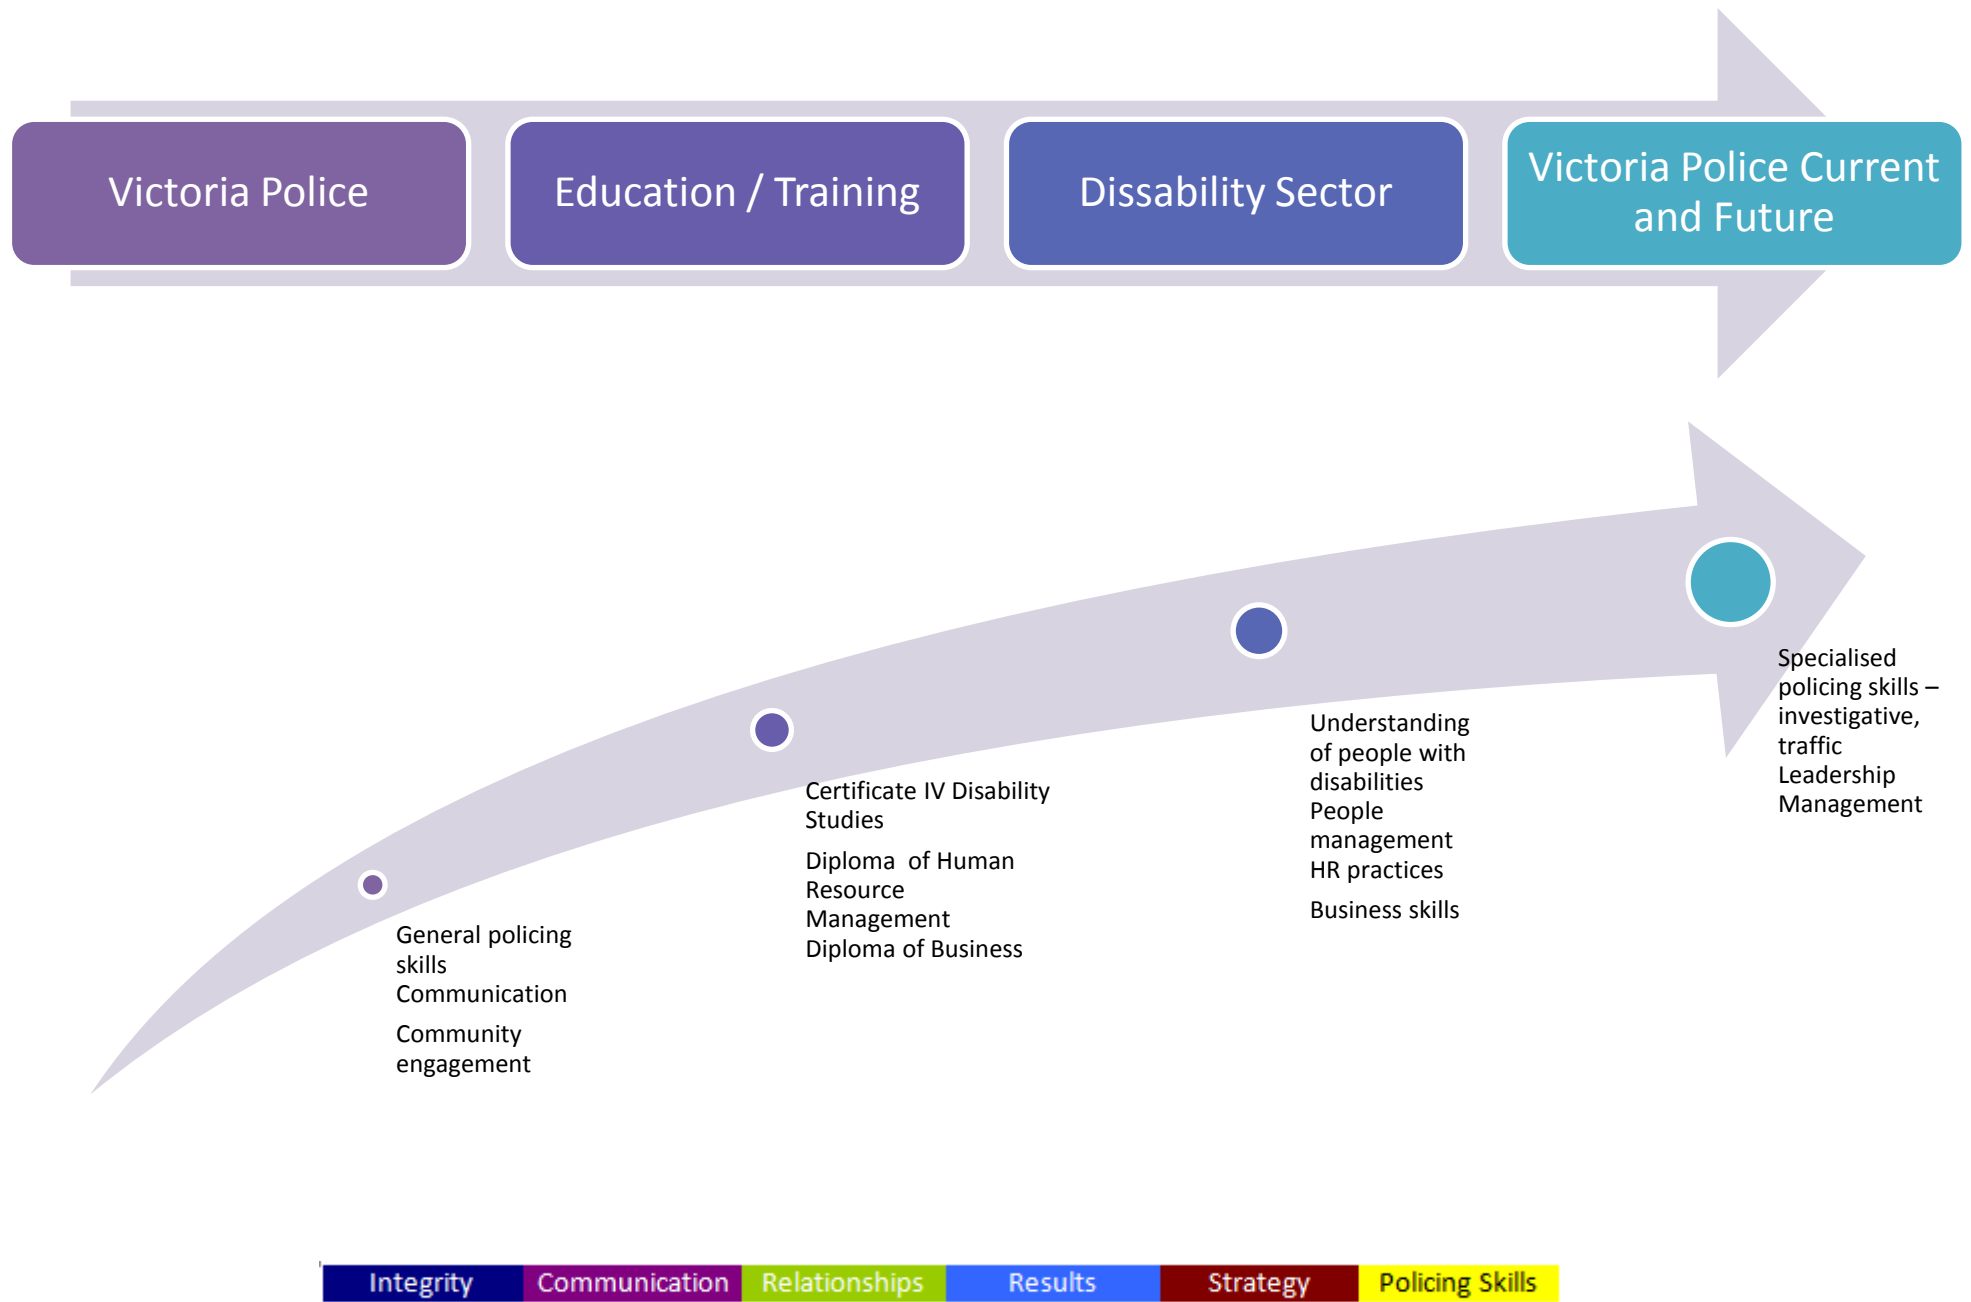 Victoria Police
Education / Training
Dissability Sector
Victoria Police Current
and Future
General policing
skills
Communication
Community
engagement
Certificate IV Disability
Studies
Diploma of Human
Resource
Management
Diploma of Business
Understanding
of people with
disabilities
People
management
HR practices
Business skills
Specialised
policing skills –
investigative,
traffic
Leadership
Management
Integrity Communication Relationships Results Strategy Policing Skills